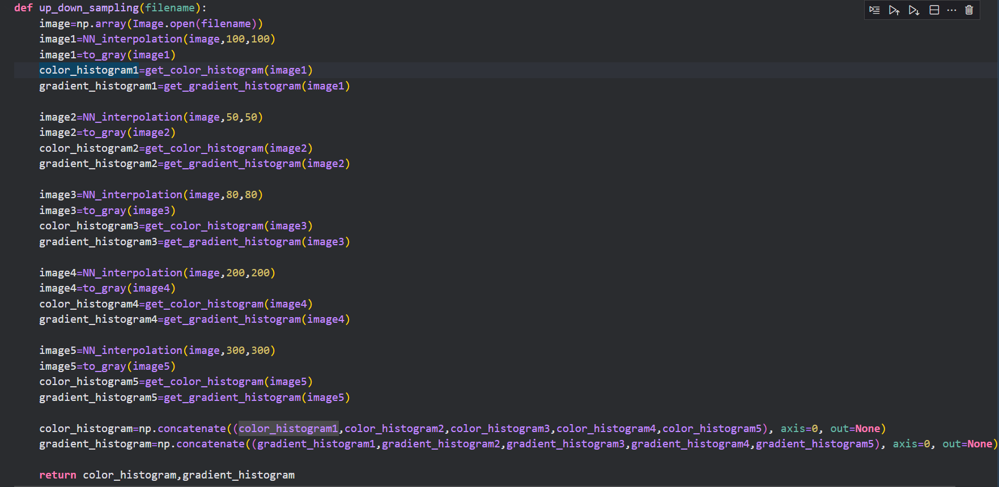 def up_down_sampling(filename):
    image=np.array(Image.open(filename))
    image1=NN_interpolation(image,100,100)
    image1=to_gray(image1)
    color_histogram1=get_color_histogram(image1)
    gradient_histogram1=get_gradient_histogram(image1)

    image2=NN_interpolation(image,50,50)
    image2=to_gray(image2)
    color_histogram2=get_color_histogram(image2)
    gradient_histogram2=get_gradient_histogram(image2)

    image3=NN_interpolation(image,80,80)
    image3=to_gray(image3)
    color_histogram3=get_color_histogram(image3)
    gradient_histogram3=get_gradient_histogram(image3)

    image4=NN_interpolation(image,200,200)
    image4=to_gray(image4)
    color_histogram4=get_color_histogram(image4)
    gradient_histogram4=get_gradient_histogram(image4)

    image5=NN_interpolation(image,300,300)
    image5=to_gray(image5)
    color_histogram5=get_color_histogram(image5)
    gradient_histogram5=get_gradient_histogram(image5)

    color_histogram=np.concatenate((color_histogram1,color_histogram2,color_histogram3,color_histogram4,color_histogram5), axis=0, out=None)
    gradient_histogram=np.concatenate((gradient_histogram1,gradient_histogram2,gradient_histogram3,gradient_histogram4,gradient_histogram5), axis=0, out=None)

    return color_histogram,gradient_histogram